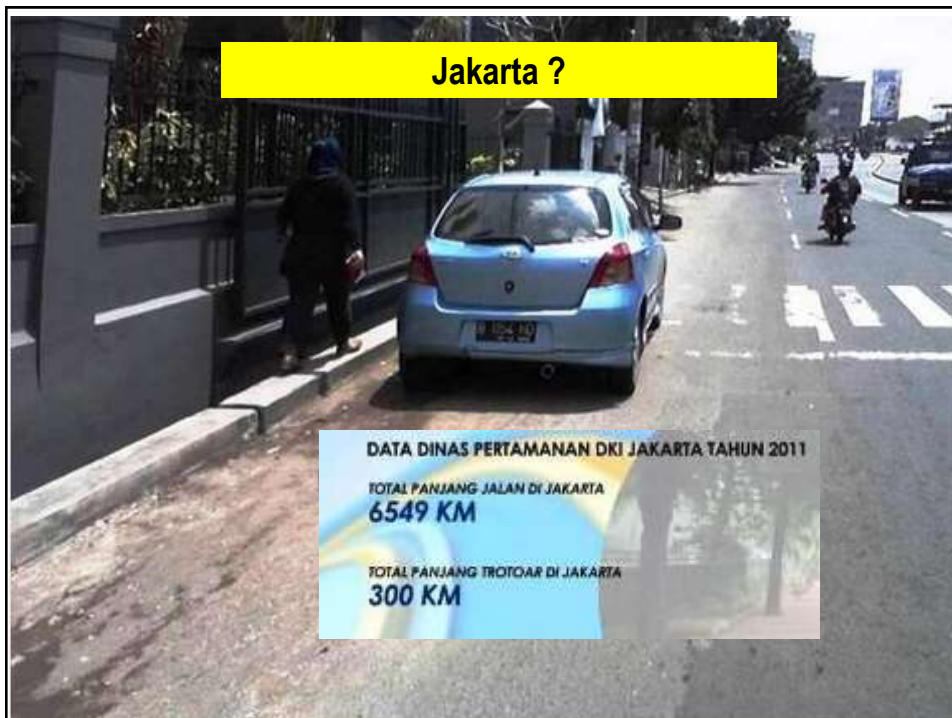 Jakarta ?
DATA DINAS PERTAMANAN DKI JAKARTA TAHUN 2011
TOTAL PANJANG JALAN DI JAKARTA
6549 KM
TOTAL PANJANG TROTOAR DI JAKARTA
300 KM